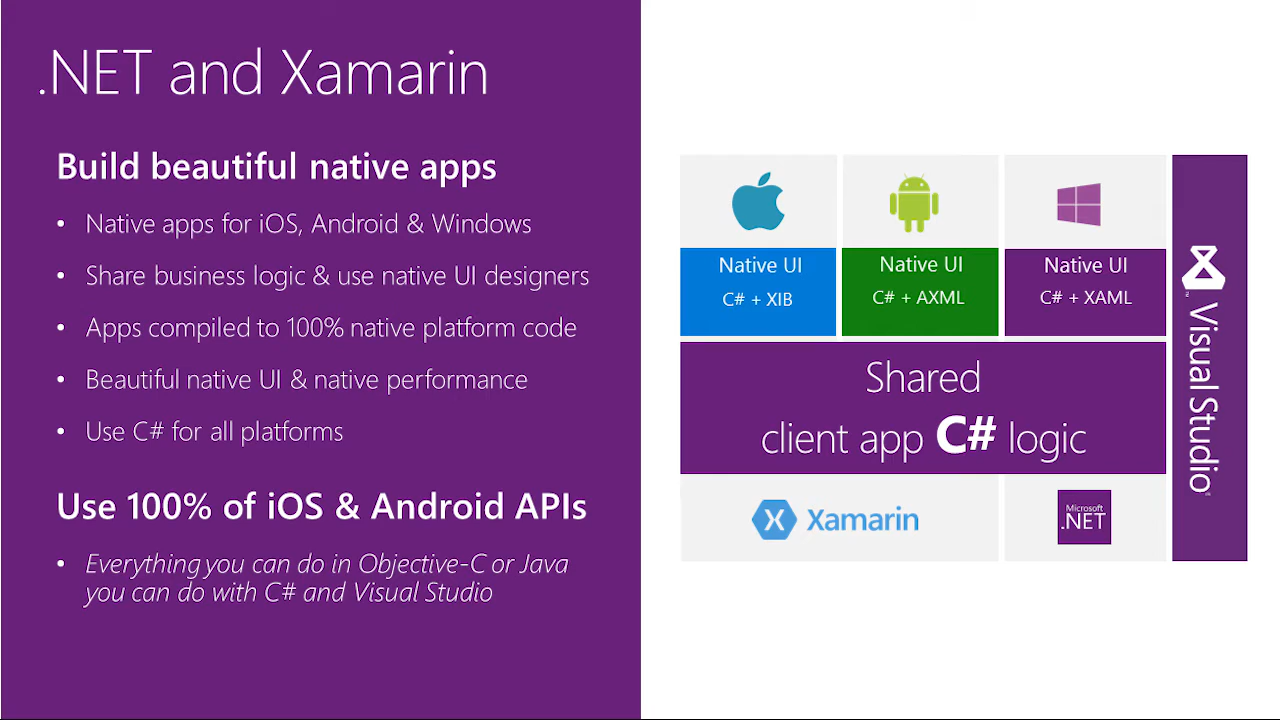 .NET and Xamarin
Build beautiful native apps
• Native apps for iOS, Android & Windows
• Share business logic & use native UI designers
• Apps compiled to 100% native platform code
• Beautiful native UI & native performance
• Use C# for all platforms
Use 100% of iOS & Android APIs
• Everything you can do in Objective-C or Java
you can do with C# and Visual Studio
Native UI
C# + XIB
Native UI
C# + AXML
Native UI
C# + XAML
Shared
client app C# logic
Xamarin
Microsoft
.NET
Visual Studio